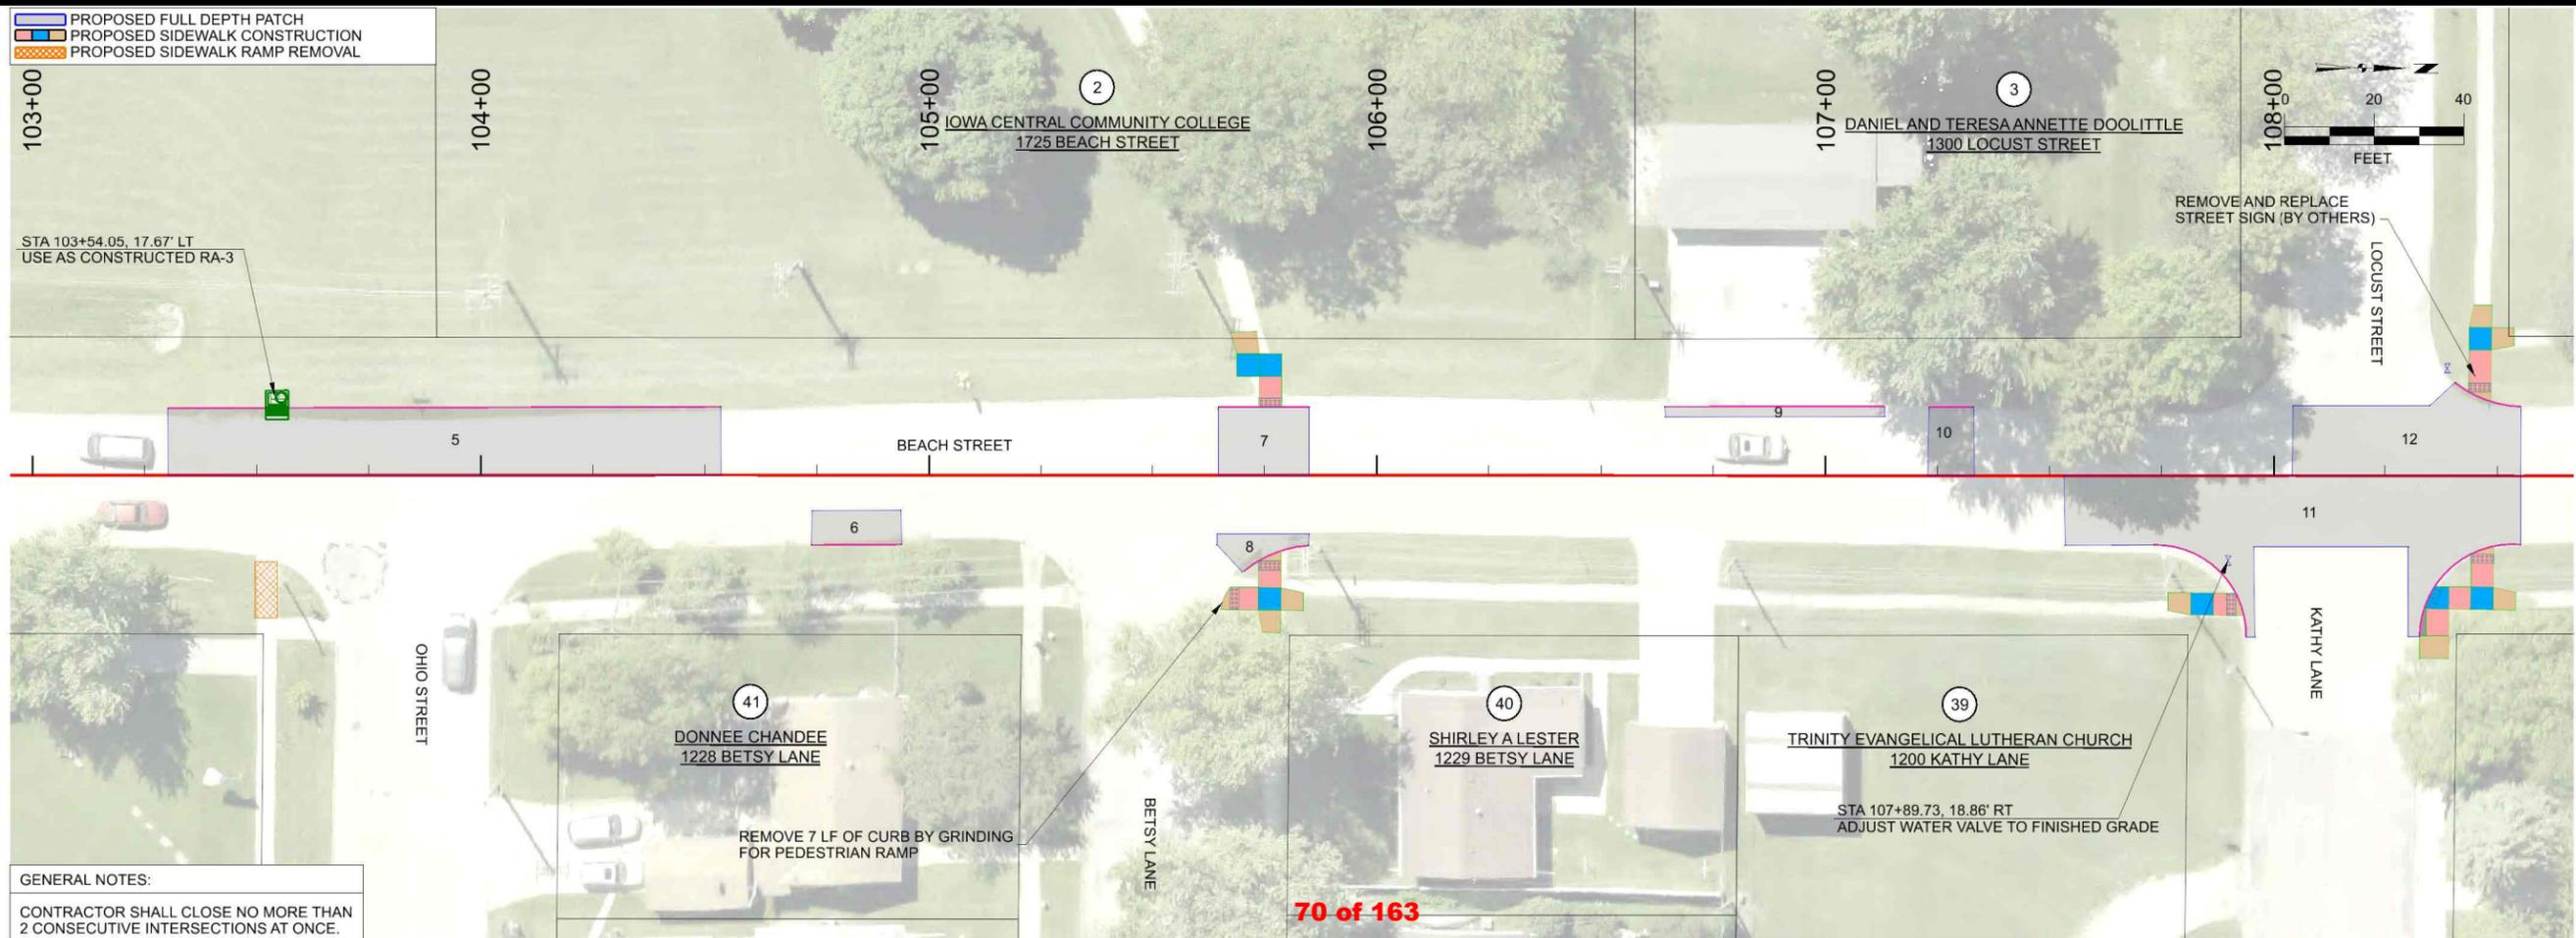 PROPOSED FULL DEPTH PATCH
PROPOSED SIDEWALK CONSTRUCTION
PROPOSED SIDEWALK RAMP REMOVAL
103+00
104+00
105+00
106+00
107+00
108+00
2
IOWA CENTRAL COMMUNITY COLLEGE
1725 BEACH STREET
3
DANIEL AND TERESA ANNETTE DOOLITTLE
1300 LOCUST STREET
0 20 40
FEET
REMOVE AND REPLACE
STREET SIGN (BY OTHERS)
LOCUST STREET
STA 103+54.05, 17.67' LT
USE AS CONSTRUCTED RA-3
5
BEACH STREET
7
9
10
12
6
8
11
OHIO STREET
41
DONNEE CHANDEE
1228 BETSY LANE
40
SHIRLEY A LESTER
1229 BETSY LANE
39
TRINITY EVANGELICAL LUTHERAN CHURCH
1200 KATHY LANE
KATHY LANE
BETSY LANE
REMOVE 7 LF OF CURB BY GRINDING
FOR PEDESTRIAN RAMP
STA 107+89.73, 18.86' RT
ADJUST WATER VALVE TO FINISHED GRADE
GENERAL NOTES:
CONTRACTOR SHALL CLOSE NO MORE THAN
2 CONSECUTIVE INTERSECTIONS AT ONCE.
70 of 163